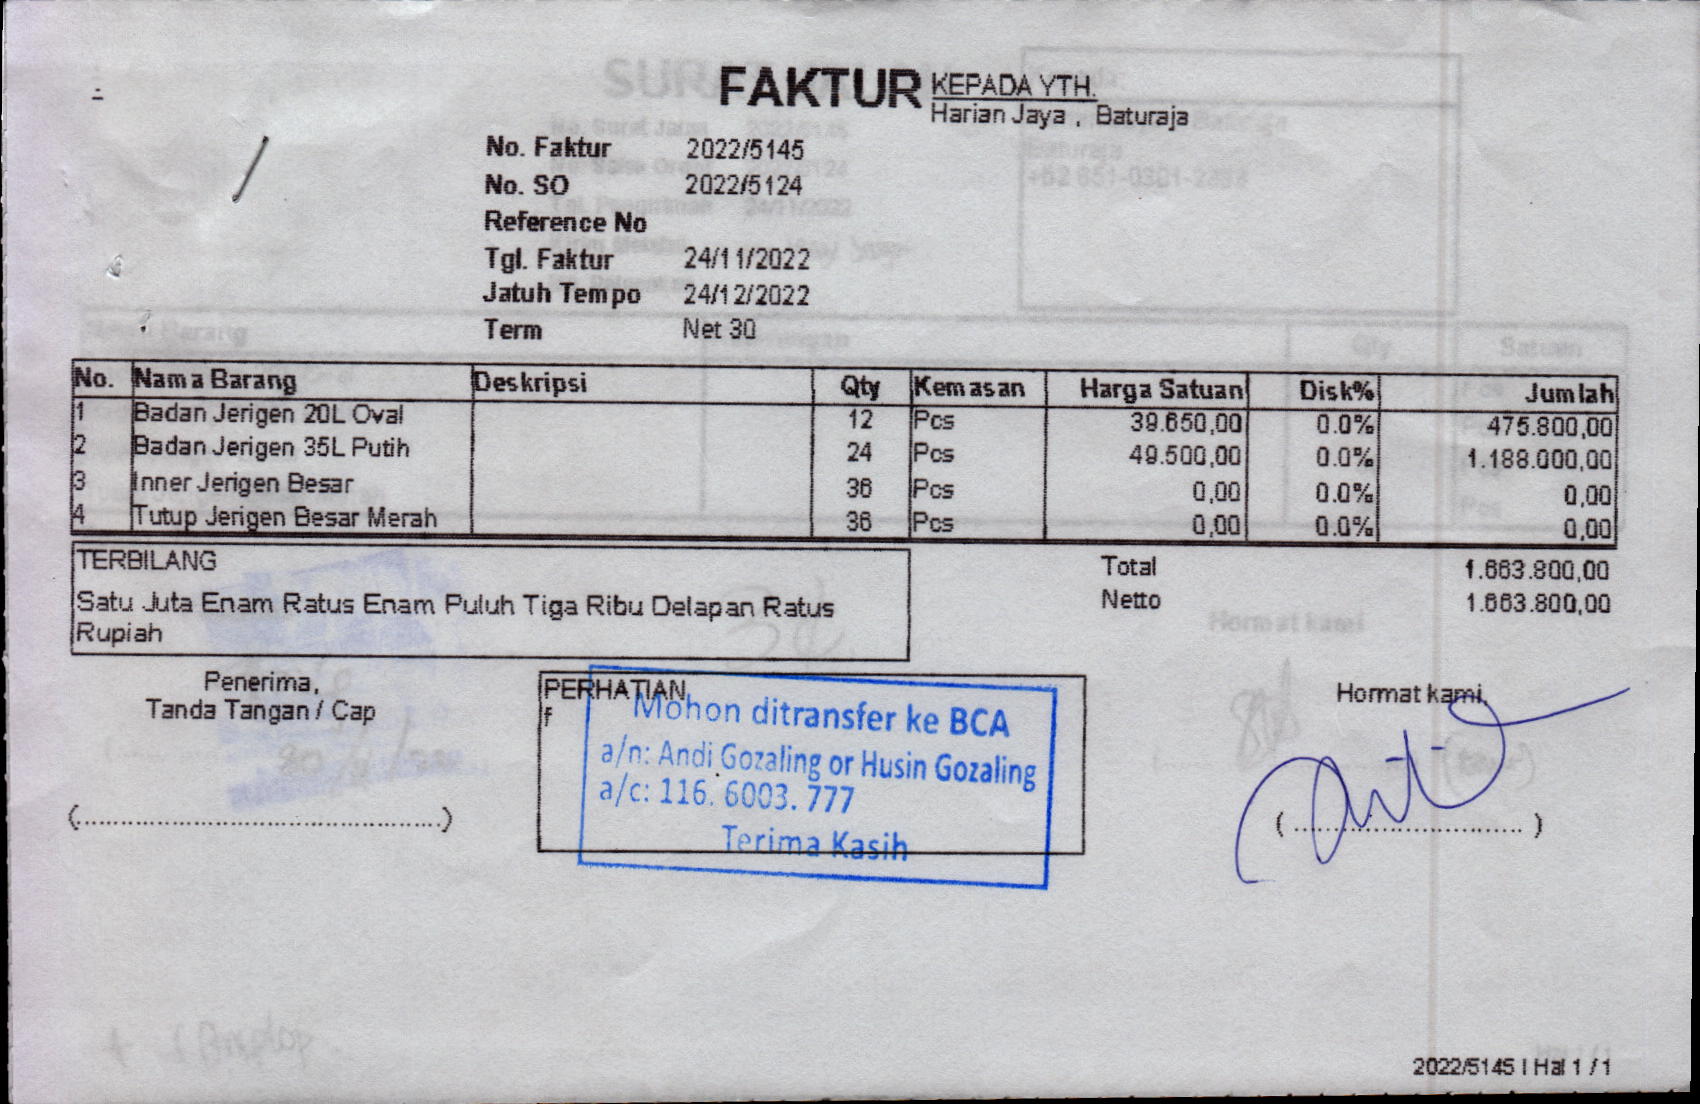 FAKTUR
KEPADA YTH.
Harian Jaya , Baturaja
No. Faktur 2022/5145
No. SO 2022/5124
Reference No
Tgl. Faktur 24/11/2022
Jatuh Tempo 24/12/2022
Term Net 30
No. Nama Barang Deskripsi Qty Kemasan Harga Satuan Disk% Jumlah
1 Badan Jerigen 20L Oval 12 Pcs 39.650,00 0.0% 475.800,00
2 Badan Jerigen 35L Putih 24 Pcs 49.500,00 0.0% 1.188.000,00
3 Inner Jerigen Besar 36 Pcs 0,00 0.0% 0,00
4 Tutup Jerigen Besar Merah 36 Pcs 0,00 0.0% 0,00
TERBILANG
Satu Juta Enam Ratus Enam Puluh Tiga Ribu Delapan Ratus
Rupiah
Total 1.663.800,00
Netto 1.663.800,00
Penerima,
Tanda Tangan / Cap
(................................................)
PERHATIAN
f
Mohon ditransfer ke BCA
a/n: Andi Gozaling or Husin Gozaling
a/c: 116. 6003. 777
Terima Kasih
Hormat kami,
( .............................. )
2022/5145 | Hal 1 / 1